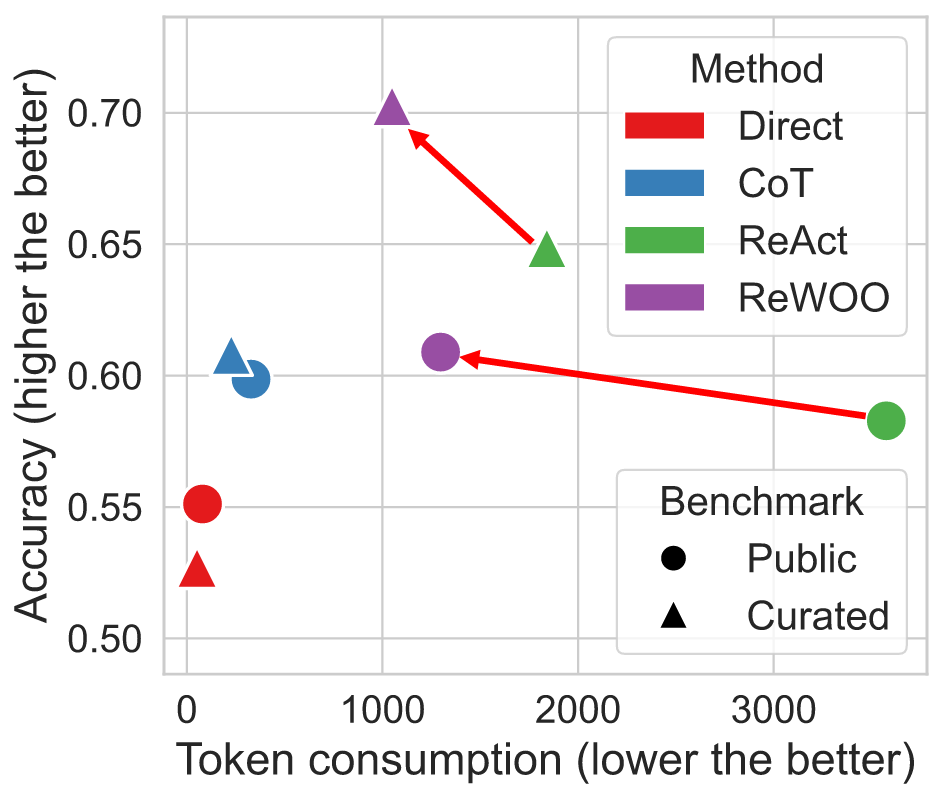 Accuracy (higher the better)
0.70
0.65
0.60
0.55
0.50
Method
Direct
CoT
ReAct
ReWOO
Benchmark
Public
Curated
0 1000 2000 3000
Token consumption (lower the better)